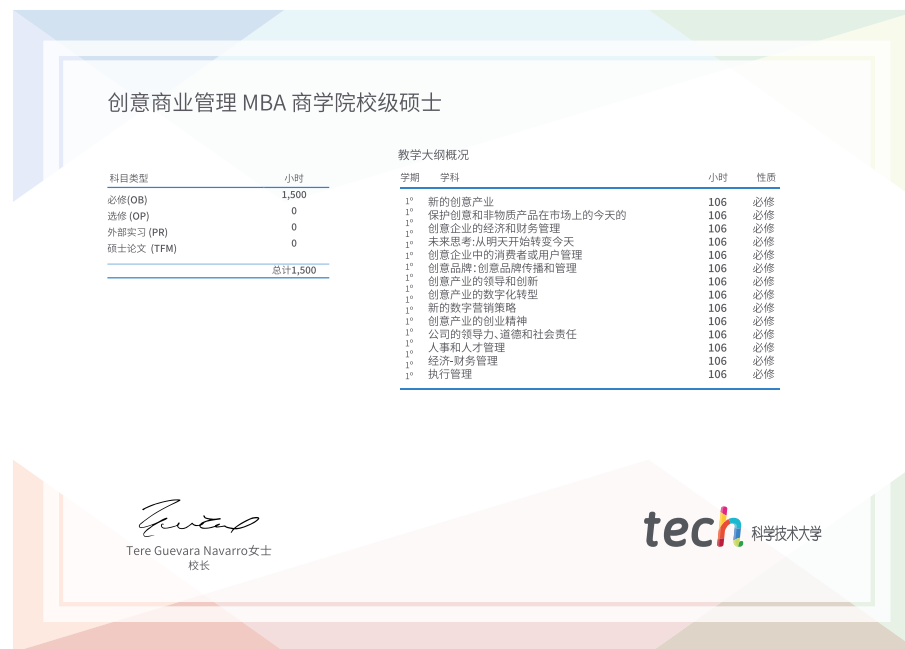 创意商业管理 MBA 商学院校级硕士
科目类型 小时
必修(OB) 1,500
选修 (OP) 0
外部实习 (PR) 0
硕士论文 (TFM) 0
总计1,500
教学大纲概况
学期 学科 小时 性质
1º 新的创意产业 106 必修
1º 保护创意和非物质产品在市场上的今天的 106 必修
1º 创意企业的经济和财务管理 106 必修
1º 未来思考:从明天开始转变今天 106 必修
1º 创意企业中的消费者或用户管理 106 必修
1º 创意品牌:创意品牌传播和管理 106 必修
1º 创意产业的领导和创新 106 必修
1º 创意产业的数字化转型 106 必修
1º 新的数字营销策略 106 必修
1º 创意产业的创业精神 106 必修
1º 公司的领导力、道德和社会责任 106 必修
1º 人事和人才管理 106 必修
1º 经济-财务管理 106 必修
1º 执行管理 106 必修
1º
1º
1º
Tere Guevara Navarro女士
校长
tech 科学技术大学